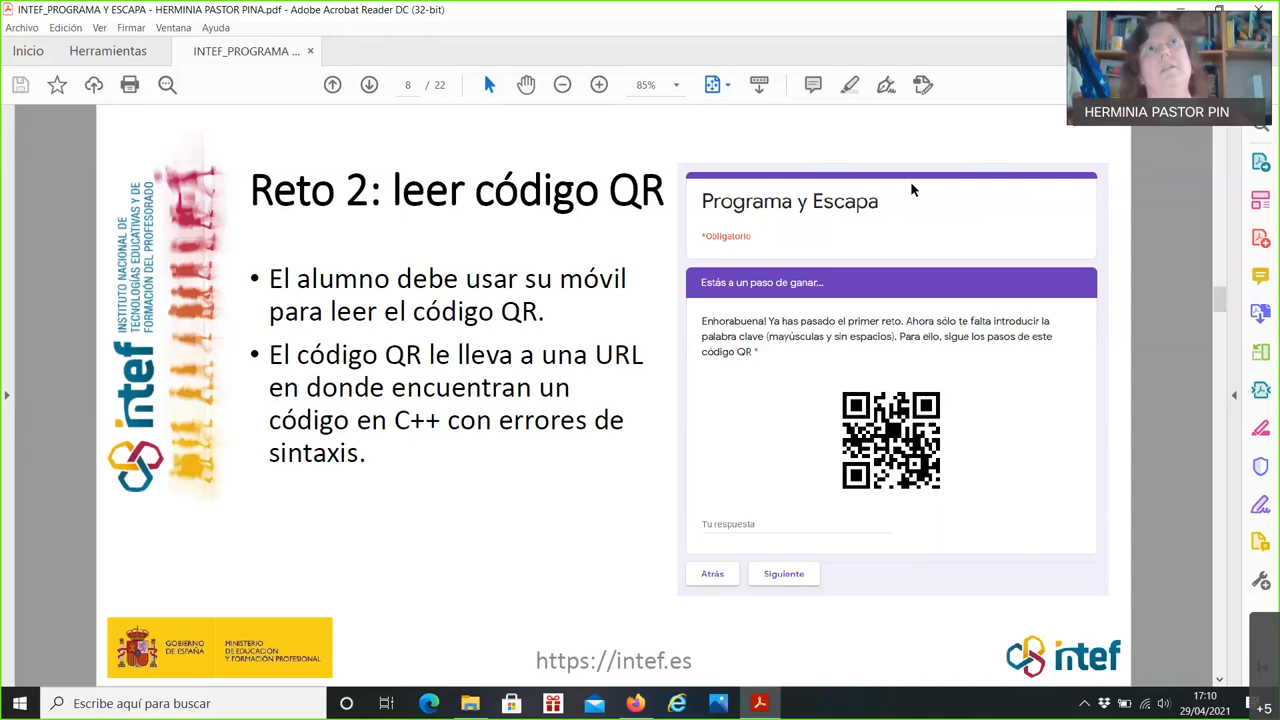 INTEF_PROGRAMA Y ESCAPA - HERMINIA PASTOR PINA.pdf - Adobe Acrobat Reader DC (32-bit)
Archivo Edición Ver Firmar Ventana Ayuda
Inicio Herramientas INTEF_PROGRAMA ... ×
8 / 22 85%
HERMINIA PASTOR PIN
INSTITUTO NACIONAL DE
TECNOLOGÍAS EDUCATIVAS Y DE
FORMACIÓN DEL PROFESORADO
intef
Reto 2: leer código QR
• El alumno debe usar su móvil
para leer el código QR.
• El código QR le lleva a una URL
en donde encuentran un
código en C++ con errores de
sintaxis.
Programa y Escapa
*Obligatorio
Estás a un paso de ganar...
Enhorabuena! Ya has pasado el primer reto. Ahora sólo te falta introducir la
palabra clave (mayúsculas y sin espacios). Para ello, sigue los pasos de este
código QR *
Tu respuesta
Atrás Siguiente
GOBIERNO
DE ESPAÑA
MINISTERIO
DE EDUCACIÓN
Y FORMACIÓN PROFESIONAL
https://intef.es
intef
Escribe aquí para buscar
17:10
29/04/2021
+5